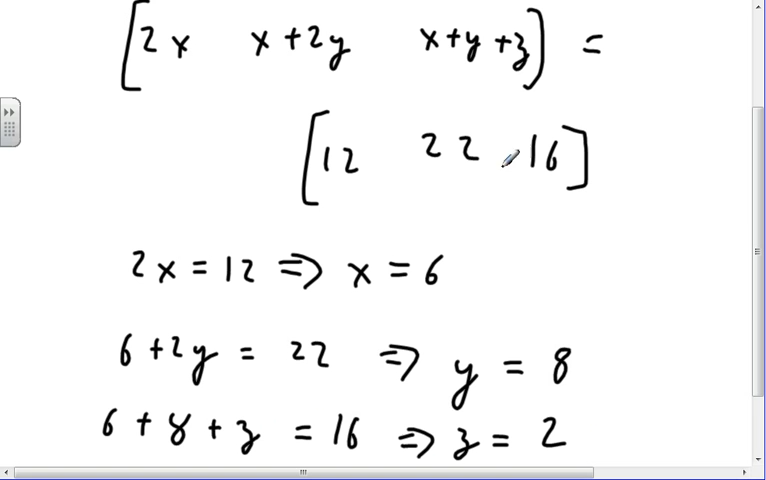 [2x x+2y x+y+z] =
[12 22 16]
2x = 12 ⇒ x = 6
6 + 2y = 22 ⇒ y = 8
6 + 8 + z = 16 ⇒ z = 2